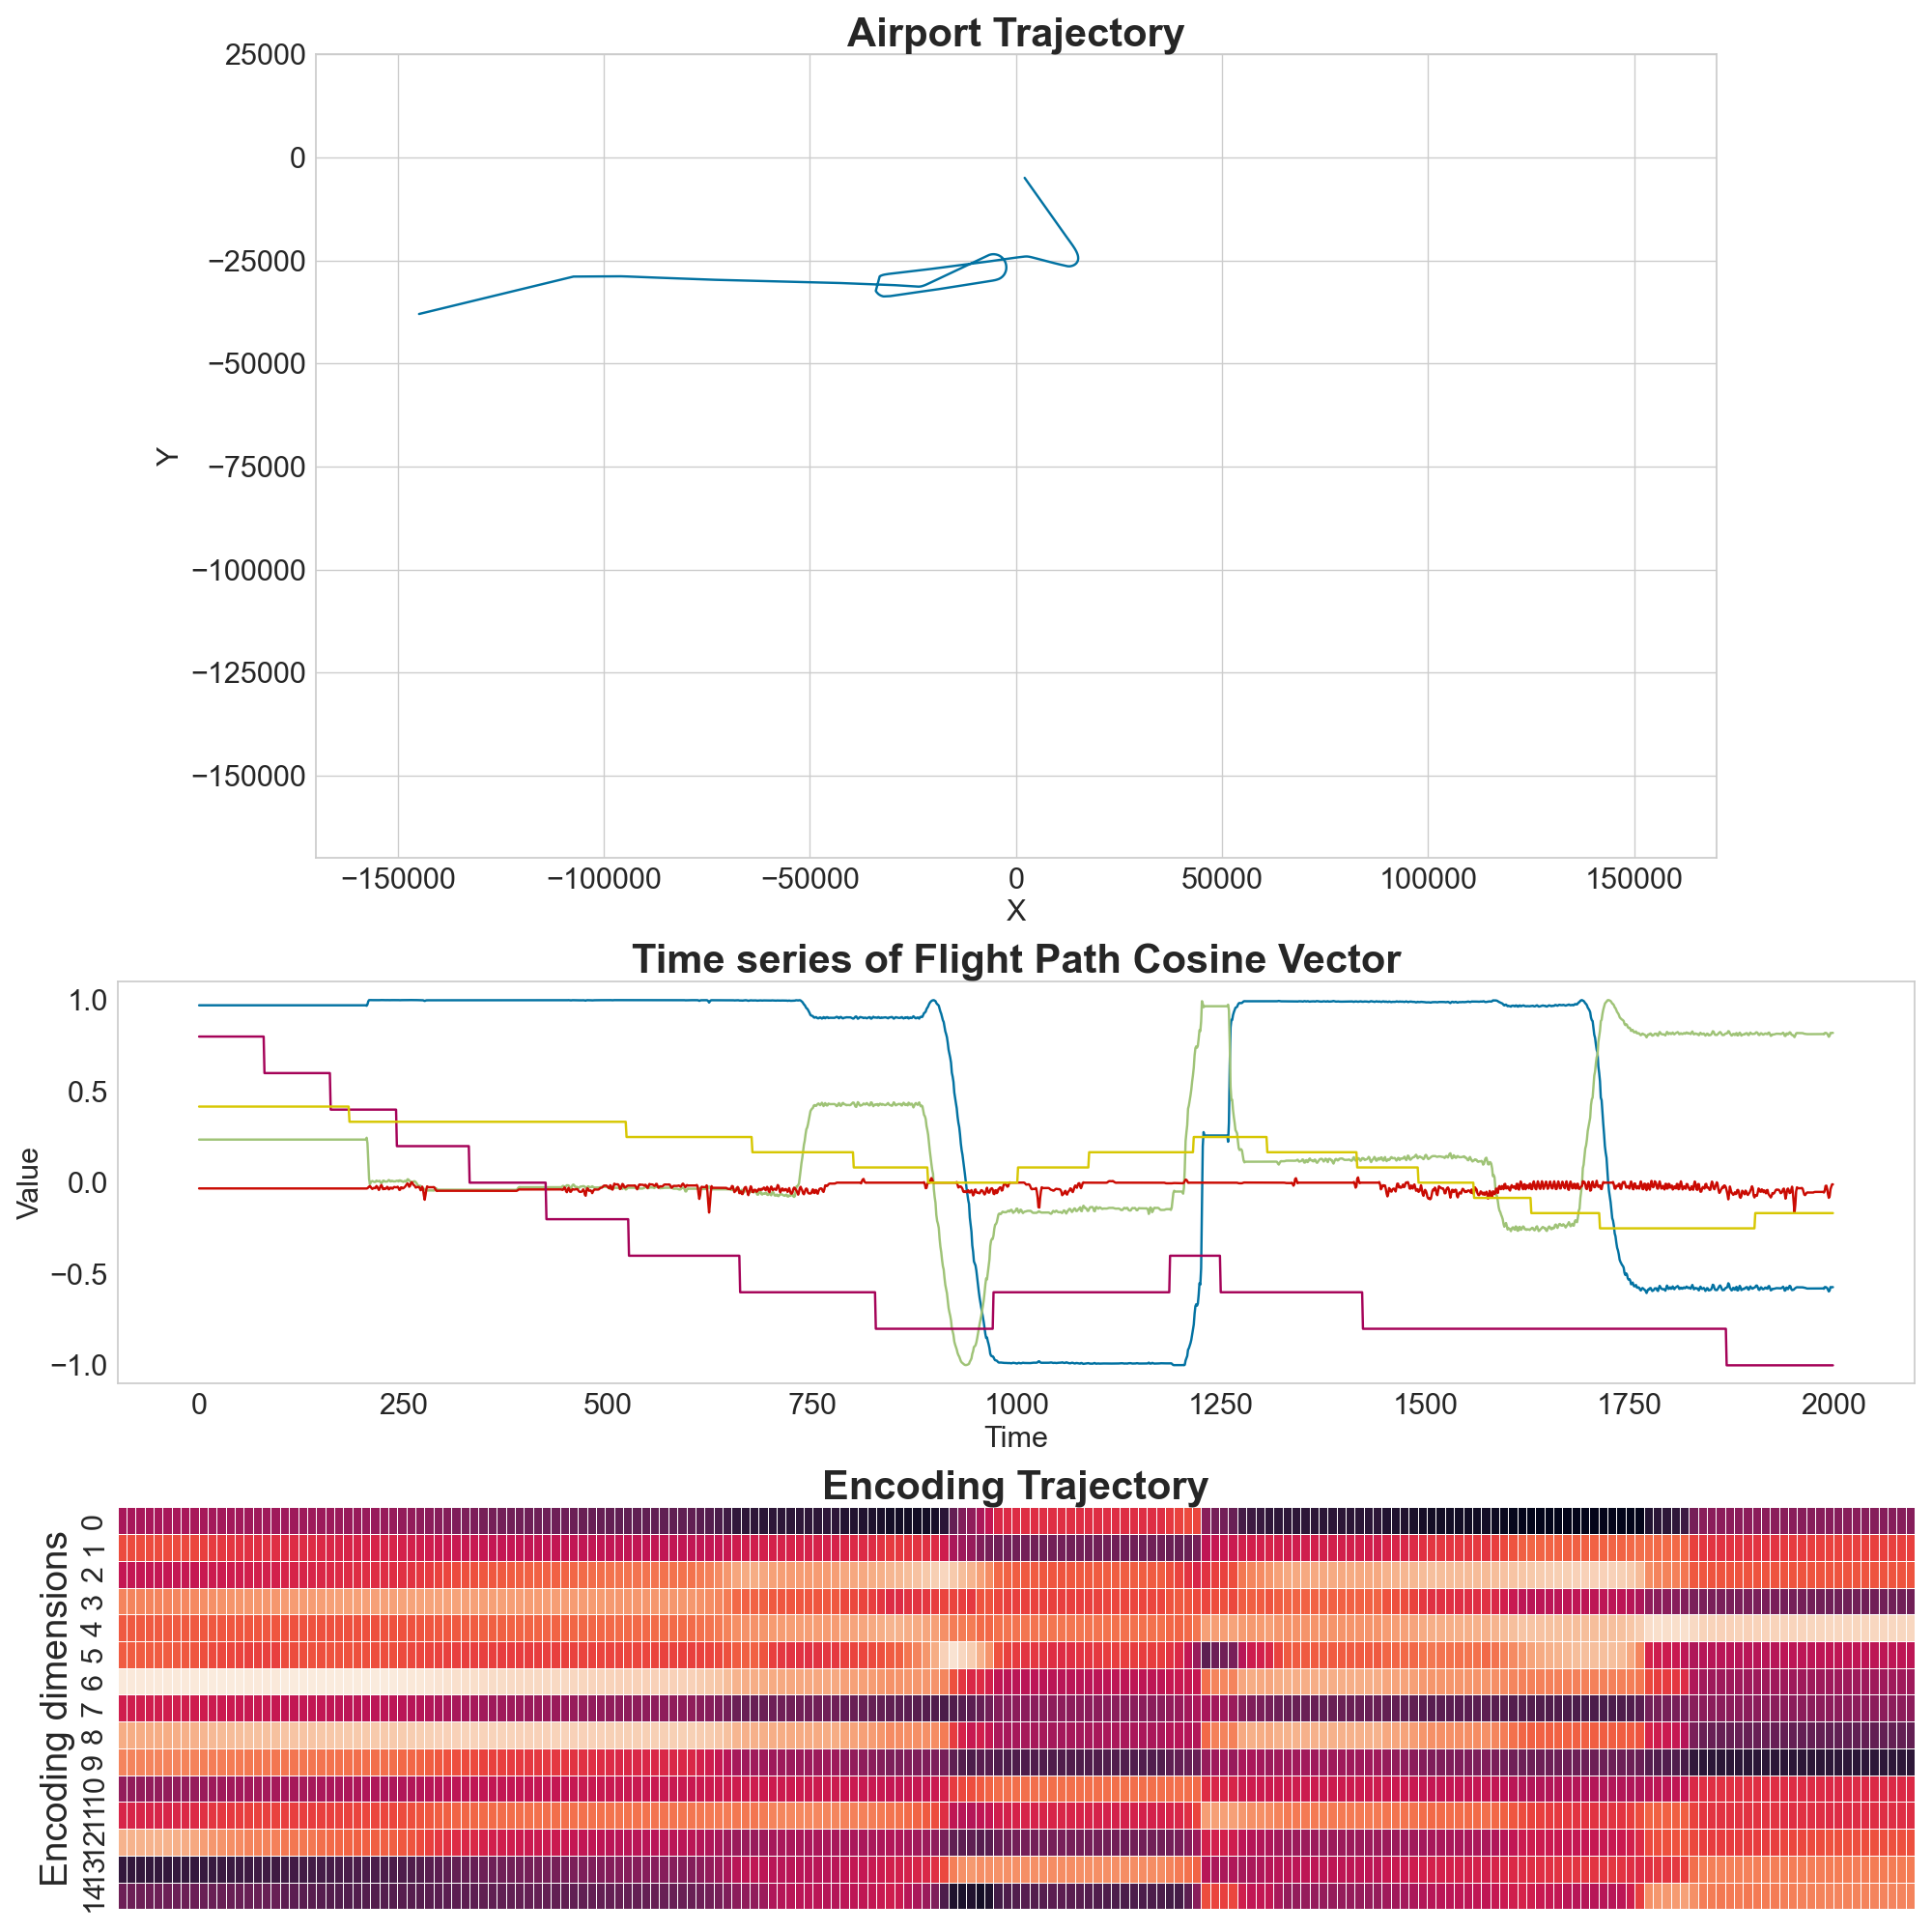 Airport Trajectory
25000
0
−25000
−50000
−75000
−100000
−125000
−150000
Y
−150000 −100000 −50000 0 50000 100000 150000
X
Time series of Flight Path Cosine Vector
1.0
0.5
0.0
−0.5
−1.0
Value
0 250 500 750 1000 1250 1500 1750 2000
Time
Encoding Trajectory
Encoding dimensions
0
1
2
3
4
5
6
7
8
9
10
11
12
13
14